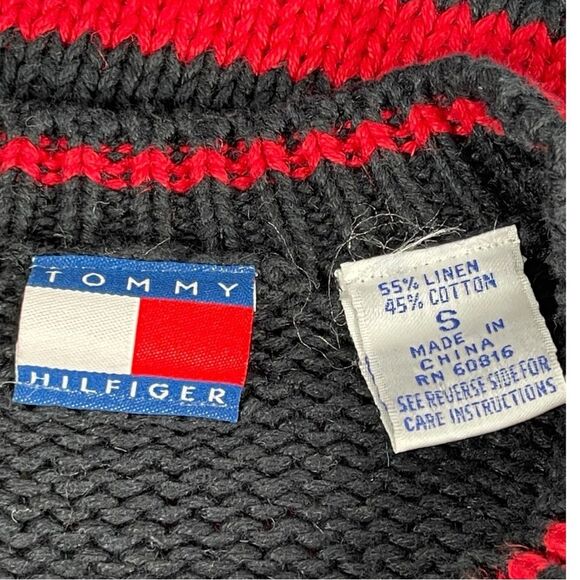 TOMMY
HILFIGER
55% LINEN
45% COTTON
S
MADE IN
CHINA
RN 60816
SEE REVERSE SIDE FOR
CARE INSTRUCTIONS